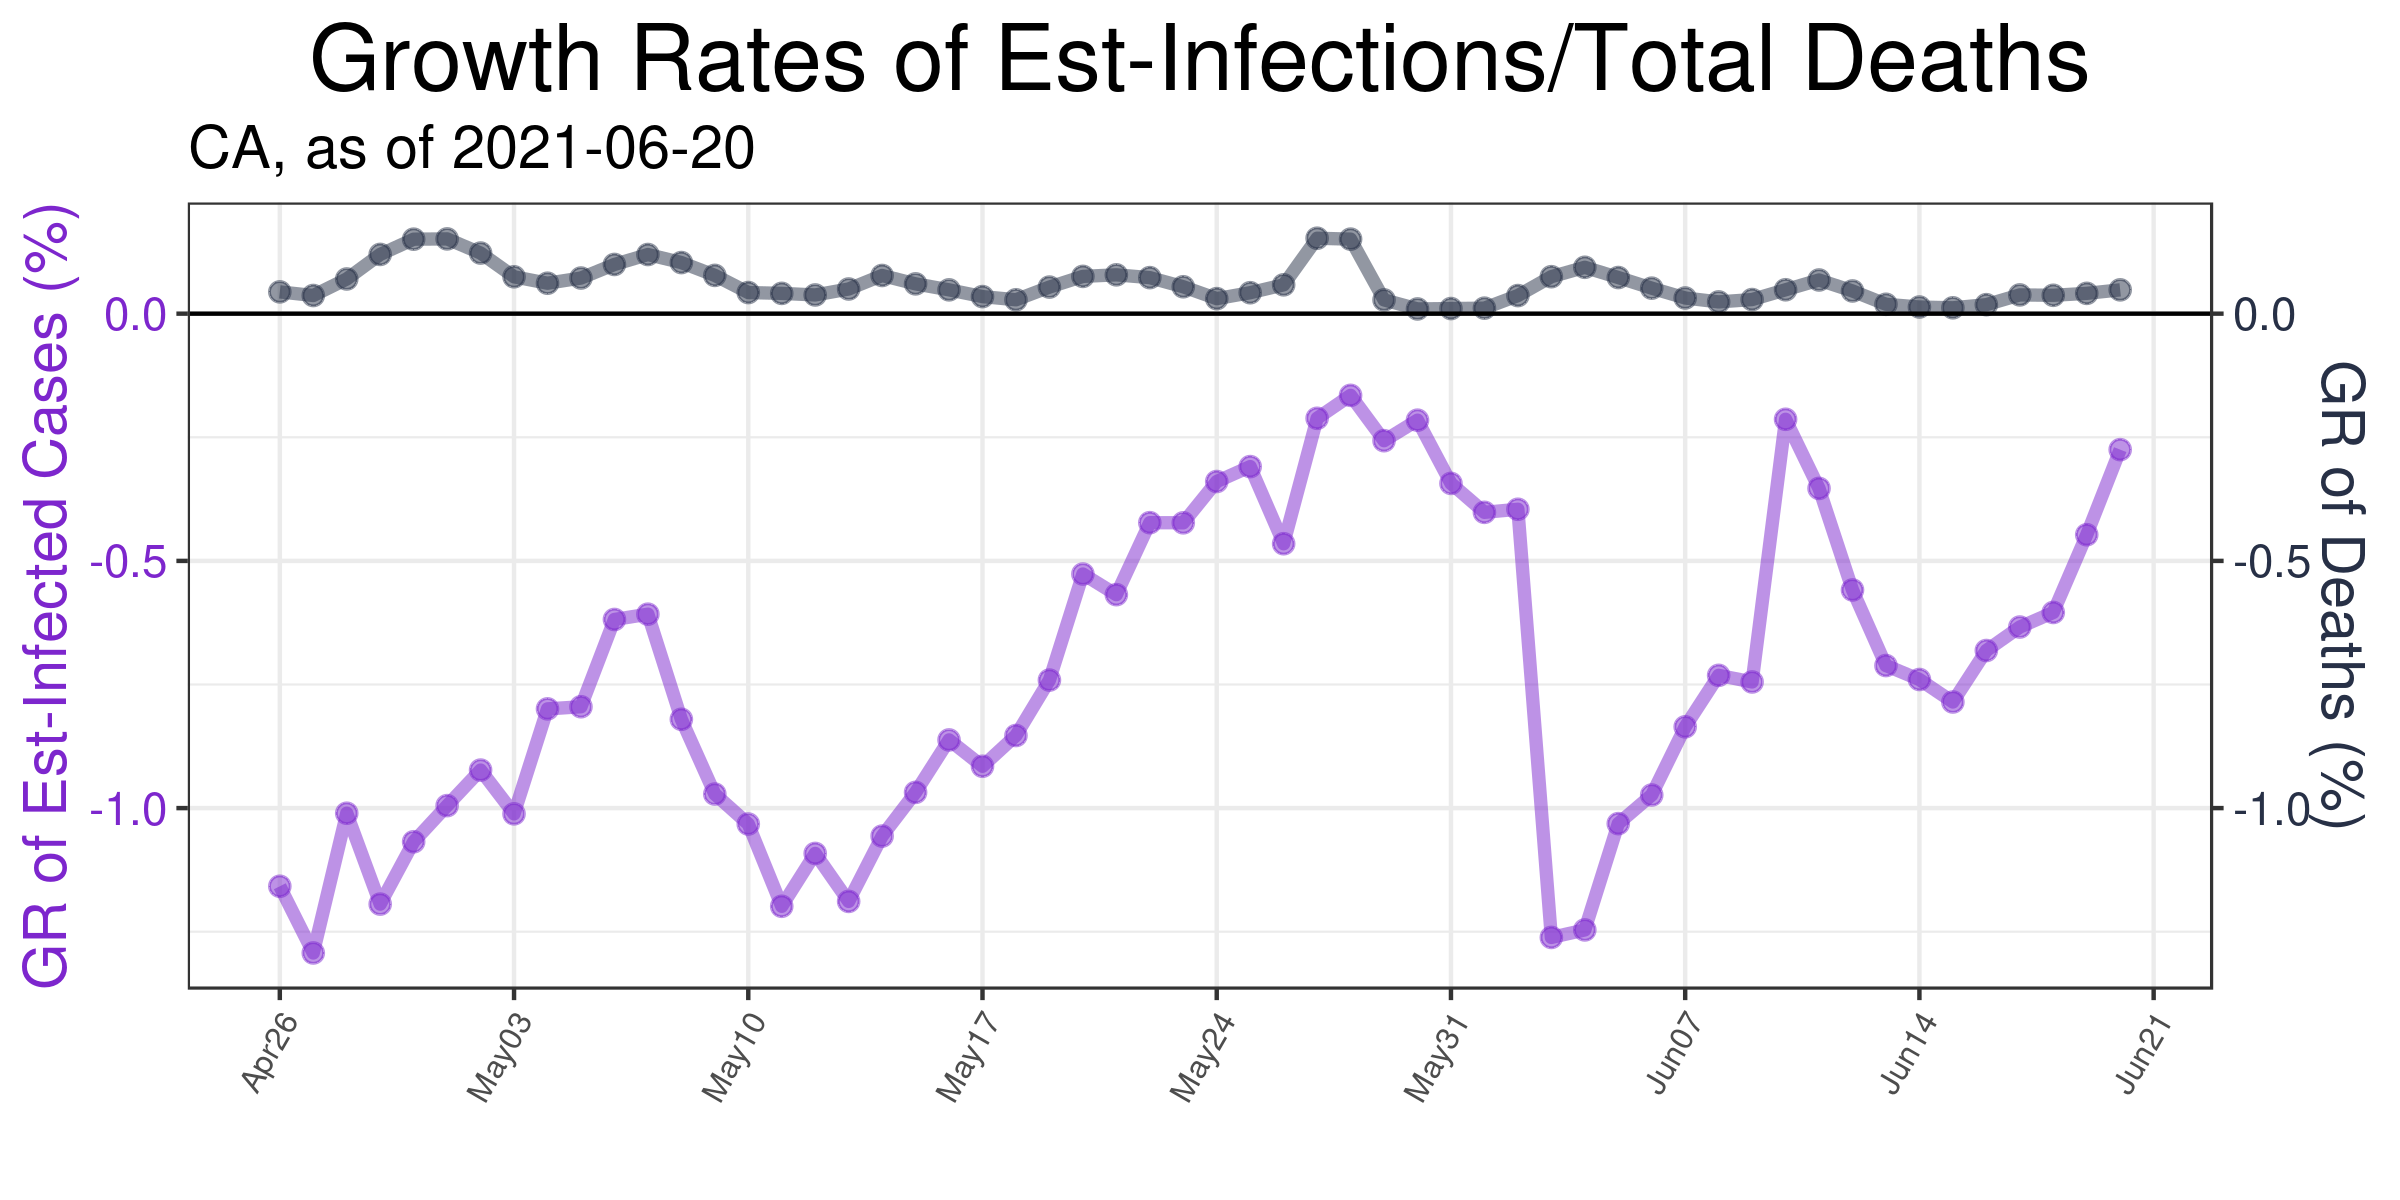 Growth Rates of Est-Infections/Total Deaths
CA, as of 2021-06-20
GR of Est-Infected Cases (%)
0.0
-0.5
-1.0
0.0
-0.5
-1.0
GR of Deaths (%)
Apr26
May03
May10
May17
May24
May31
Jun07
Jun14
Jun21